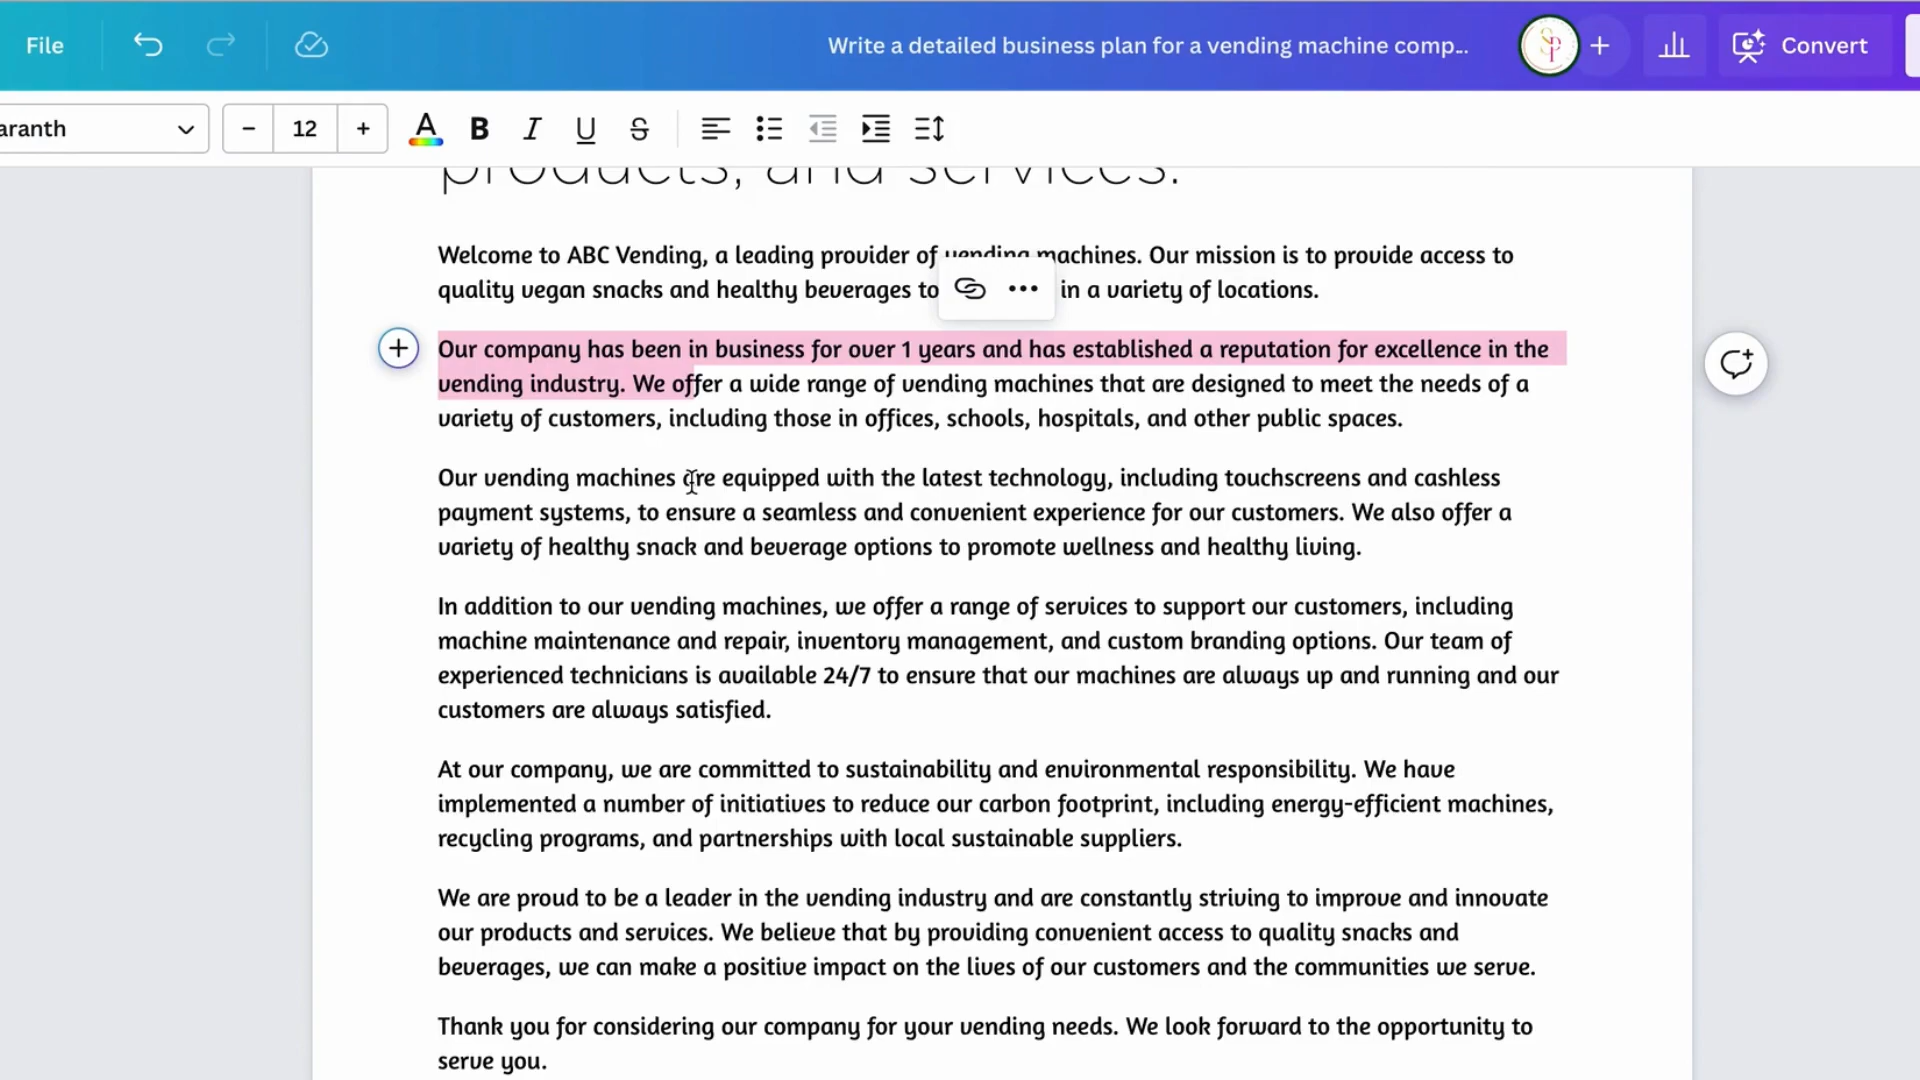 File
Write a detailed business plan for a vending machine comp...
Convert
aranth
12
products, and services.
Welcome to ABC Vending, a leading provider of vending machines. Our mission is to provide access to
quality vegan snacks and healthy beverages to in a variety of locations.
Our company has been in business for over 1 years and has established a reputation for excellence in the
vending industry. We offer a wide range of vending machines that are designed to meet the needs of a
variety of customers, including those in offices, schools, hospitals, and other public spaces.
Our vending machines are equipped with the latest technology, including touchscreens and cashless
payment systems, to ensure a seamless and convenient experience for our customers. We also offer a
variety of healthy snack and beverage options to promote wellness and healthy living.
In addition to our vending machines, we offer a range of services to support our customers, including
machine maintenance and repair, inventory management, and custom branding options. Our team of
experienced technicians is available 24/7 to ensure that our machines are always up and running and our
customers are always satisfied.
At our company, we are committed to sustainability and environmental responsibility. We have
implemented a number of initiatives to reduce our carbon footprint, including energy-efficient machines,
recycling programs, and partnerships with local sustainable suppliers.
We are proud to be a leader in the vending industry and are constantly striving to improve and innovate
our products and services. We believe that by providing convenient access to quality snacks and
beverages, we can make a positive impact on the lives of our customers and the communities we serve.
Thank you for considering our company for your vending needs. We look forward to the opportunity to
serve you.